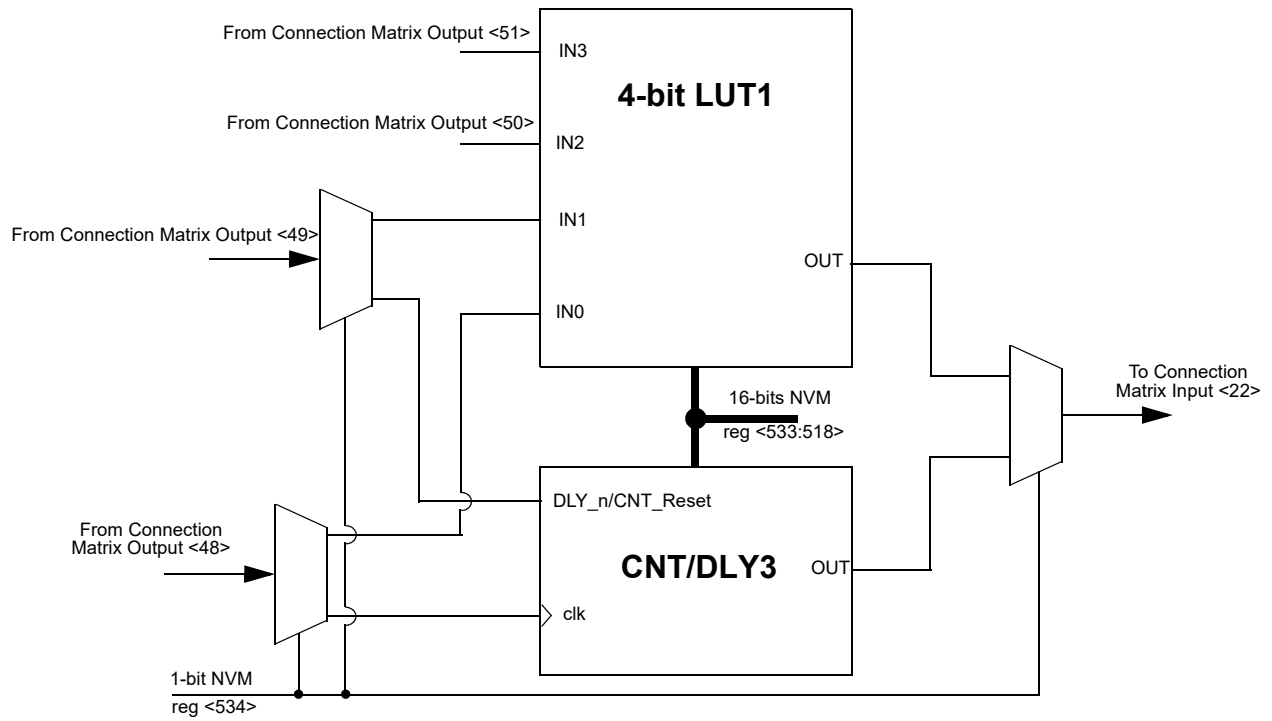 From Connection Matrix Output <51>
IN3
4-bit LUT1
From Connection Matrix Output <50>
IN2
IN1
From Connection Matrix Output <49>
OUT
IN0
To Connection
Matrix Input <22>
16-bits NVM
reg <533:518>
DLY_n/CNT_Reset
From Connection
Matrix Output <48>
CNT/DLY3
OUT
clk
1-bit NVM
reg <534>